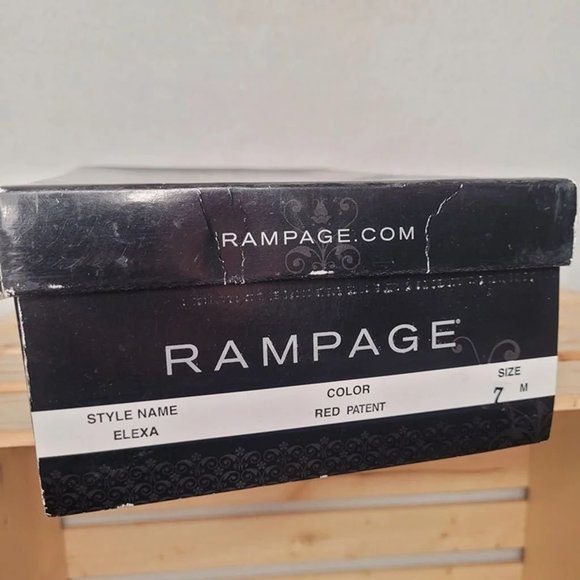 RAMPAGE.COM
RAMPAGE®
STYLE NAME COLOR SIZE
ELEXA RED PATENT 7 M